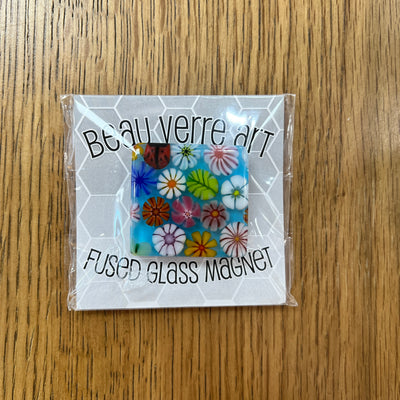 Beau verre art
Fused Glass Magnet